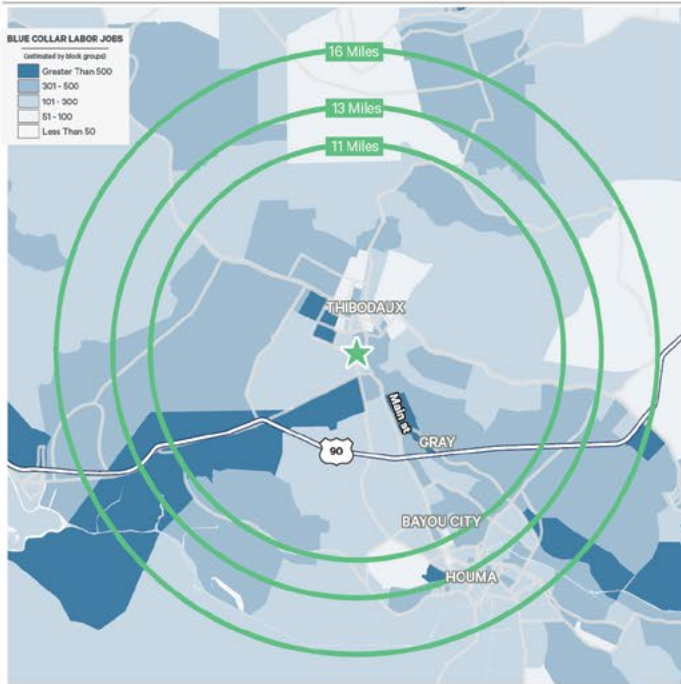 BLUE COLLAR LABOR JOBS
(estimated by block groups)
Greater Than 500
301 - 500
101 - 300
51 - 100
Less Than 50
16 Miles
13 Miles
11 Miles
THIBODAUX
Main st
GRAY
90
BAYOU CITY
HOUMA